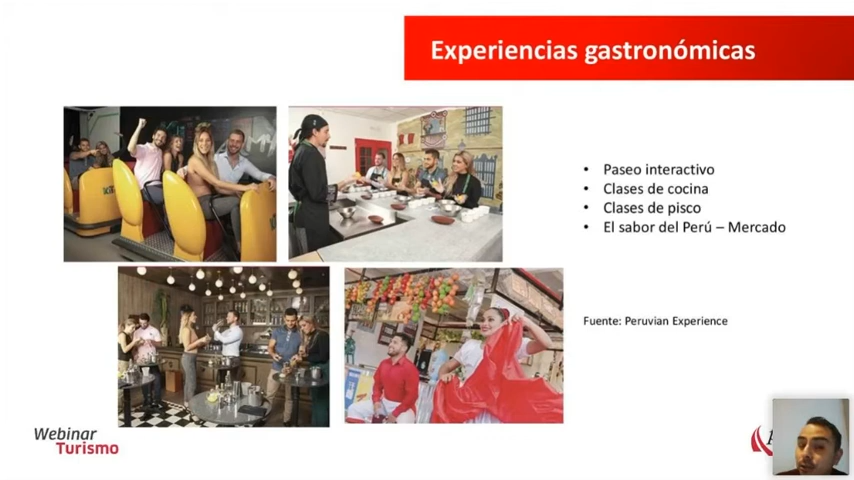 Experiencias gastronómicas
• Paseo interactivo
• Clases de cocina
• Clases de pisco
• El sabor del Perú – Mercado
Fuente: Peruvian Experience
Webinar
Turismo